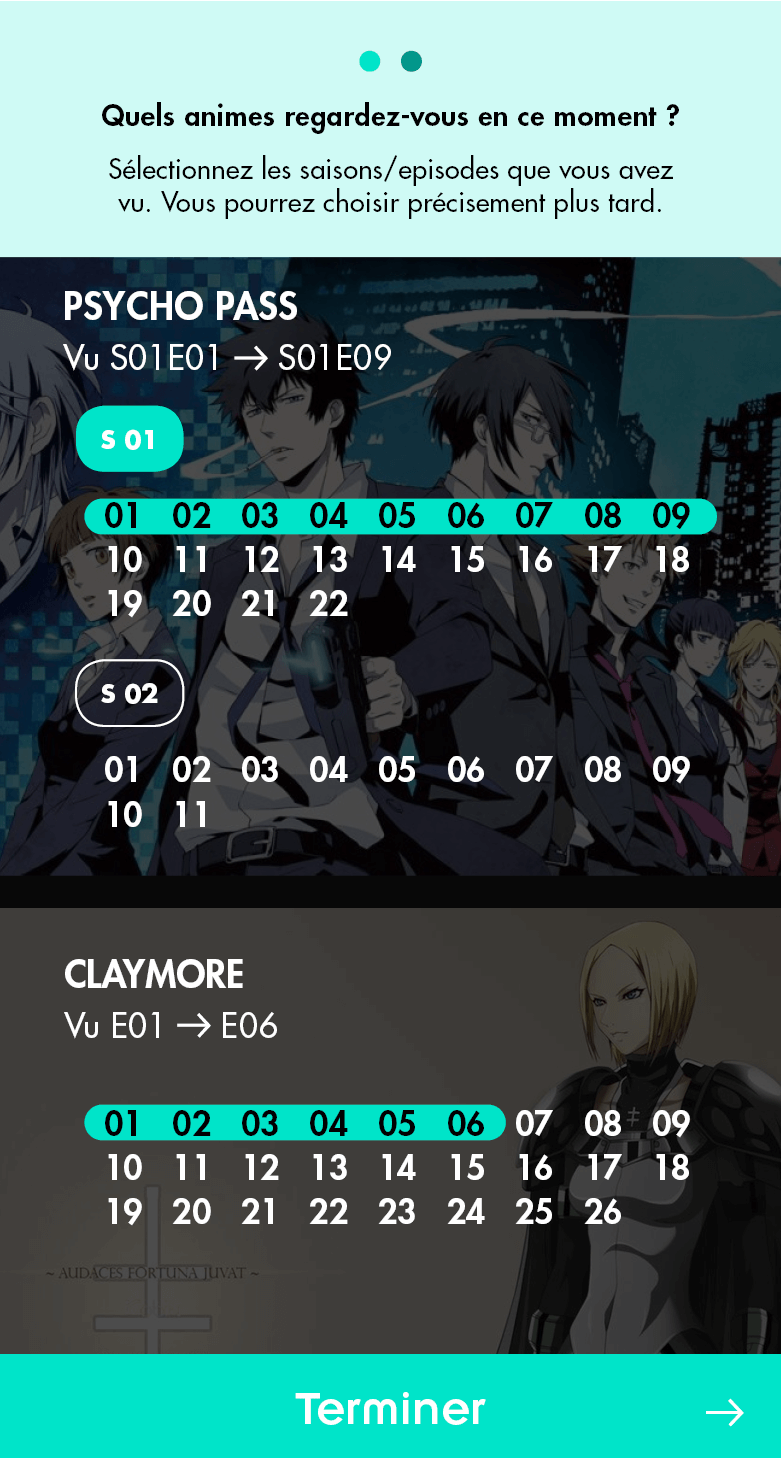 Quels animes regardez-vous en ce moment ?
Sélectionnez les saisons/episodes que vous avez
vu. Vous pourrez choisir précisement plus tard.
PSYCHO PASS
Vu S01E01 → S01E09
S 01
01 02 03 04 05 06 07 08 09
10 11 12 13 14 15 16 17 18
19 20 21 22
S 02
01 02 03 04 05 06 07 08 09
10 11
CLAYMORE
Vu E01 → E06
01 02 03 04 05 06 07 08 09
10 11 12 13 14 15 16 17 18
19 20 21 22 23 24 25 26
~ AUDACES FORTUNA JUVAT ~
Terminer →